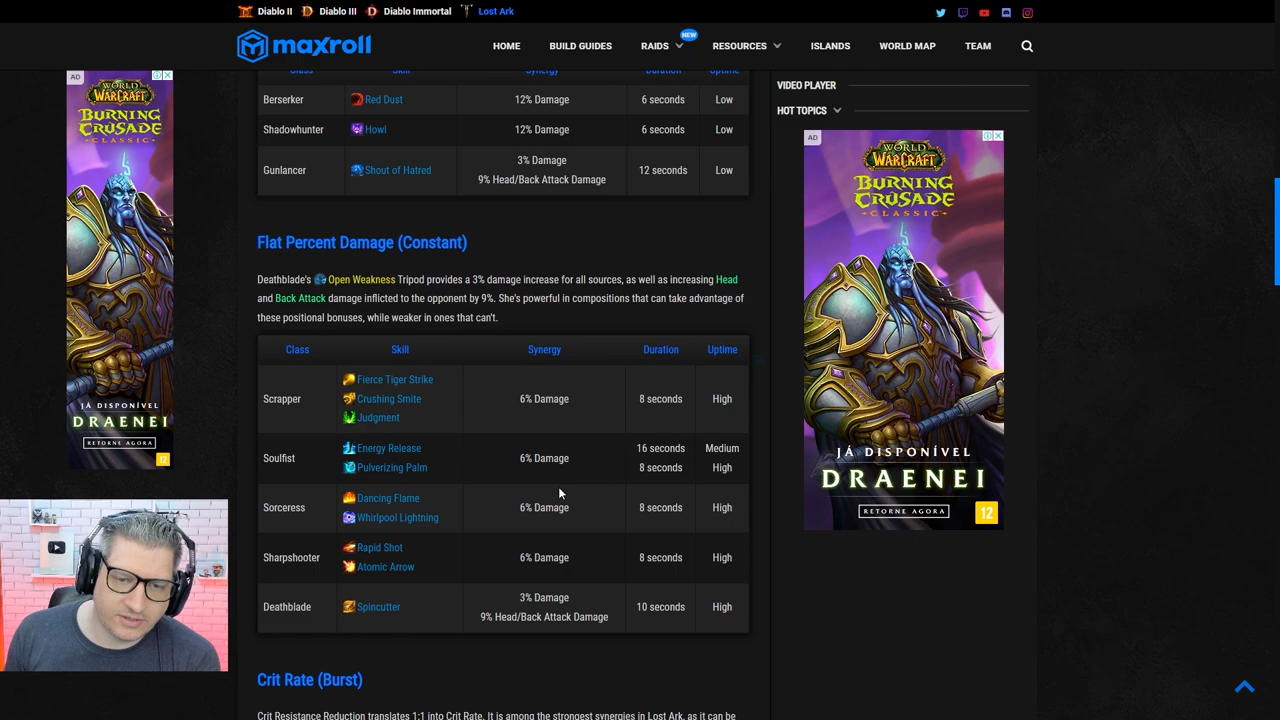 Diablo II
Diablo III
Diablo Immortal
Lost Ark
maxroll
HOME
BUILD GUIDES
RAIDS
NEW
RESOURCES
ISLANDS
WORLD MAP
TEAM
AD
WORLD
WARCRAFT
BURNING
CRUSADE
CLASSIC
JÁ DISPONÍVEL
DRAENEI
RETORNE AGORA
12
Class Skill Synergy Duration Uptime
Berserker Red Dust 12% Damage 6 seconds Low
Shadowhunter Howl 12% Damage 6 seconds Low
Gunlancer Shout of Hatred 3% Damage 12 seconds Low
9% Head/Back Attack Damage
Flat Percent Damage (Constant)
Deathblade's Open Weakness Tripod provides a 3% damage increase for all sources, as well as increasing Head
and Back Attack damage inflicted to the opponent by 9%. She's powerful in compositions that can take advantage of
these positional bonuses, while weaker in ones that can't.
Class Skill Synergy Duration Uptime
Fierce Tiger Strike
Scrapper Crushing Smite 6% Damage 8 seconds High
Judgment
Energy Release 16 seconds Medium
Soulfist 6% Damage
Pulverizing Palm 8 seconds High
Dancing Flame
Sorceress 6% Damage 8 seconds High
Whirlpool Lightning
Rapid Shot
Sharpshooter 6% Damage 8 seconds High
Atomic Arrow
3% Damage
Deathblade Spincutter 10 seconds High
9% Head/Back Attack Damage
Crit Rate (Burst)
Crit Resistance Reduction translates 1:1 into Crit Rate. It is among the strongest synergies in Lost Ark, as it can be
VIDEO PLAYER
HOT TOPICS
AD
WORLD
WARCRAFT
BURNING
CRUSADE
CLASSIC
JÁ DISPONÍVEL
DRAENEI
RETORNE AGORA
12